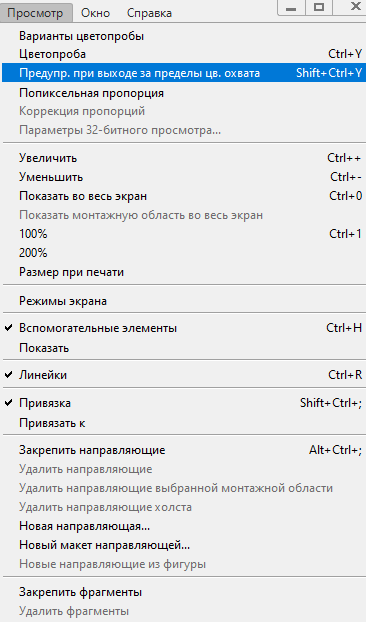 Просмотр Окно Справка
Варианты цветопробы
Цветопроба Ctrl+Y
Предупр. при выходе за пределы цв. охвата Shift+Ctrl+Y
Попиксельная пропорция
Коррекция пропорций
Параметры 32-битного просмотра...
Увеличить Ctrl++
Уменьшить Ctrl+-
Показать во весь экран Ctrl+0
Показать монтажную область во весь экран
100% Ctrl+1
200%
Размер при печати
Режимы экрана
Вспомогательные элементы Ctrl+H
Показать
Линейки Ctrl+R
Привязка Shift+Ctrl+;
Привязать к
Закрепить направляющие Alt+Ctrl+;
Удалить направляющие
Удалить направляющие выбранной монтажной области
Удалить направляющие холста
Новая направляющая...
Новый макет направляющей...
Новые направляющие из фигуры
Закрепить фрагменты
Удалить фрагменты